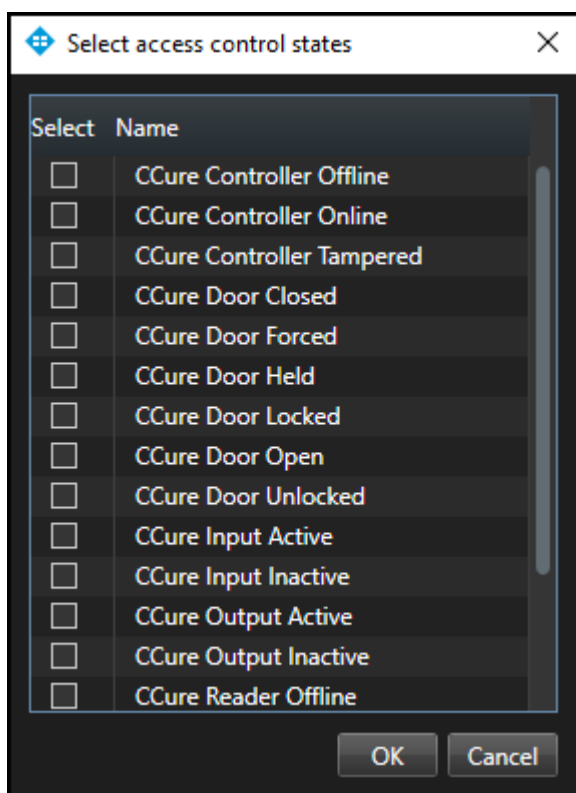 Select access control states
Select Name
CCure Controller Offline
CCure Controller Online
CCure Controller Tampered
CCure Door Closed
CCure Door Forced
CCure Door Held
CCure Door Locked
CCure Door Open
CCure Door Unlocked
CCure Input Active
CCure Input Inactive
CCure Output Active
CCure Output Inactive
CCure Reader Offline
OK Cancel